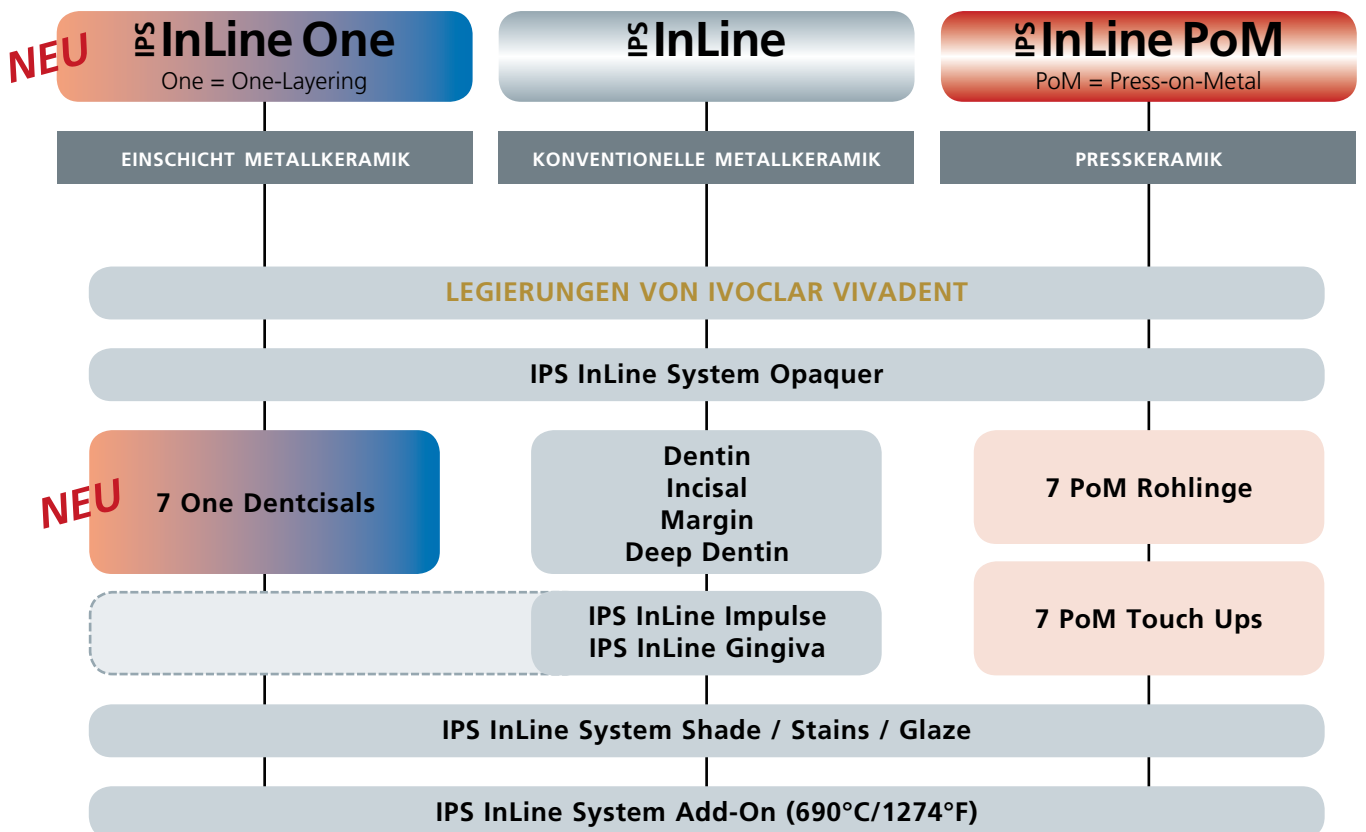 NEU
IPS InLine One
One = One-Layering
IPS InLine
IPS InLine PoM
PoM = Press-on-Metal
EINSCHICHT METALLKERAMIK
KONVENTIONELLE METALLKERAMIK
PRESSKERAMIK
LEGIERUNGEN VON IVOCLAR VIVADENT
IPS InLine System Opaquer
NEU
7 One Dentcisals
Dentin
Incisal
Margin
Deep Dentin
7 PoM Rohlinge
IPS InLine Impulse
IPS InLine Gingiva
7 PoM Touch Ups
IPS InLine System Shade / Stains / Glaze
IPS InLine System Add-On (690°C/1274°F)